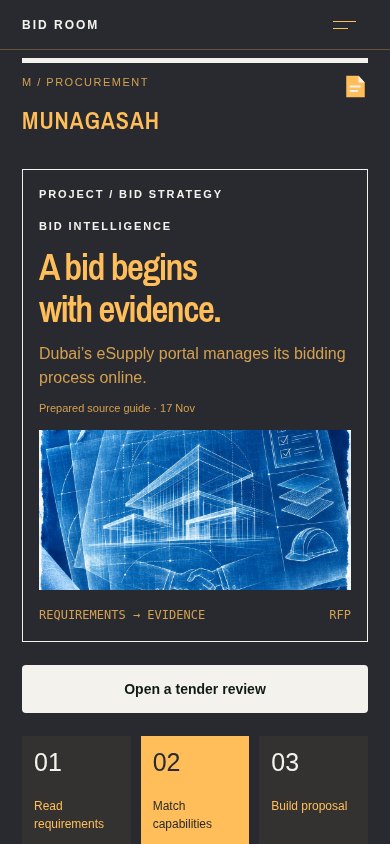 BID ROOM
M / PROCUREMENT
MUNAGASAH
PROJECT / BID STRATEGY
BID INTELLIGENCE
A bid begins
with evidence.
Dubai’s eSupply portal manages its bidding
process online.
Prepared source guide · 17 Nov
REQUIREMENTS → EVIDENCE
RFP
Open a tender review
01
Read
requirements
02
Match
capabilities
03
Build proposal